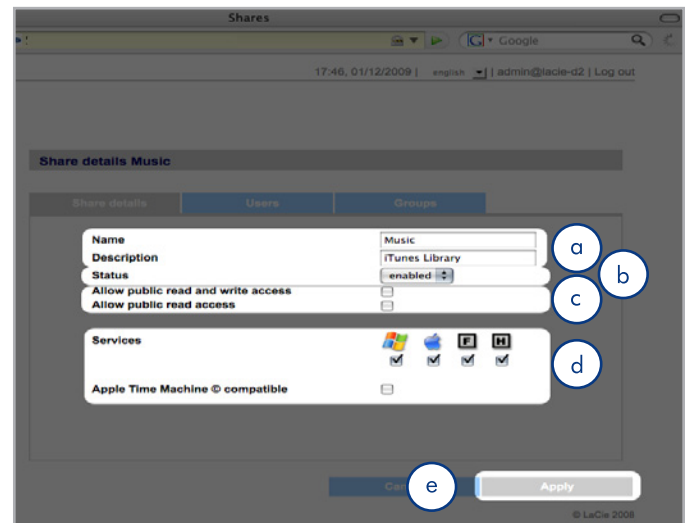 Shares
Google
17:46, 01/12/2009 | english | admin@lacie-d2 | Log out
Share details Music
Share details Users Groups
Name Music
Description iTunes Library
Status enabled
Allow public read and write access
Allow public read access
Services F H
Apple Time Machine © compatible
a
b
c
d
e
Apply
© LaCie 2008